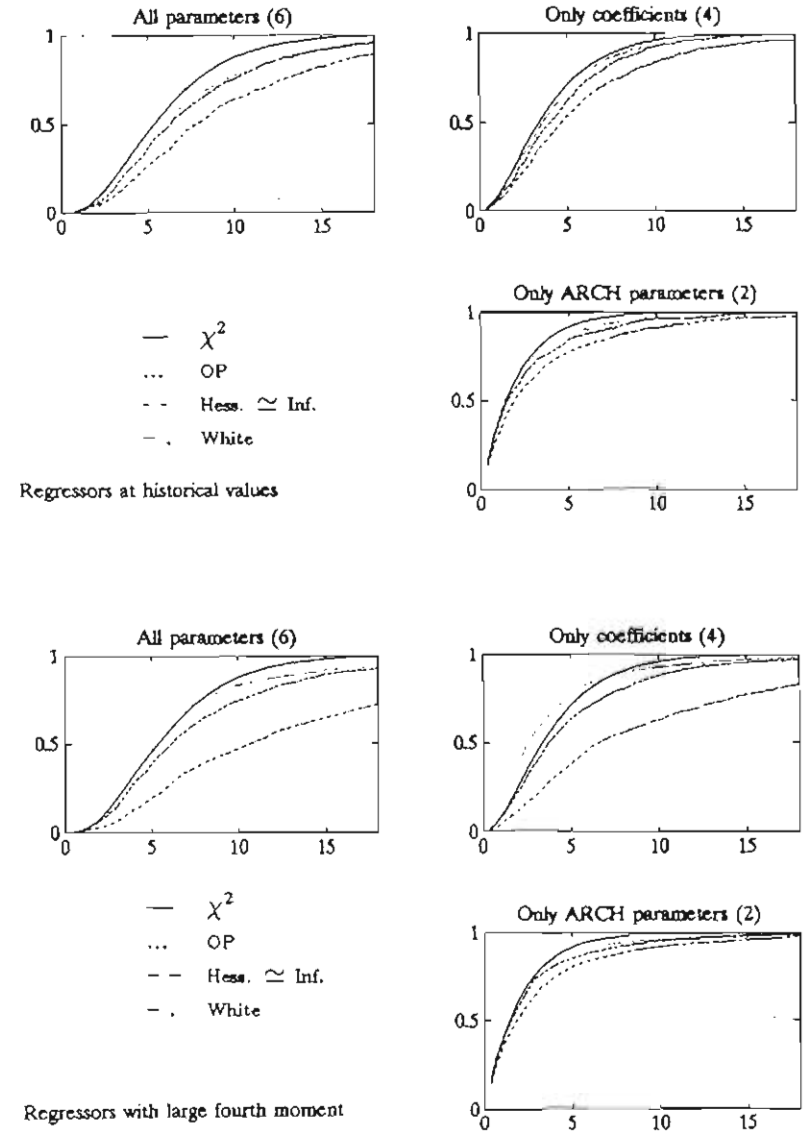 All parameters (6)
1
0.5
0
0 5 10 15
Only coefficients (4)
1
0.5
0
0 5 10 15
Only ARCH parameters (2)
1
0.5
0
0 5 10 15
— χ²
... OP
- - Hess. ≃ Inf.
- . White
Regressors at historical values
All parameters (6)
1
0.5
0
0 5 10 15
Only coefficients (4)
1
0.5
0
0 5 10 15
Only ARCH parameters (2)
1
0.5
0
0 5 10 15
— χ²
... OP
- - Hess. ≃ Inf.
- . White
Regressors with large fourth moment